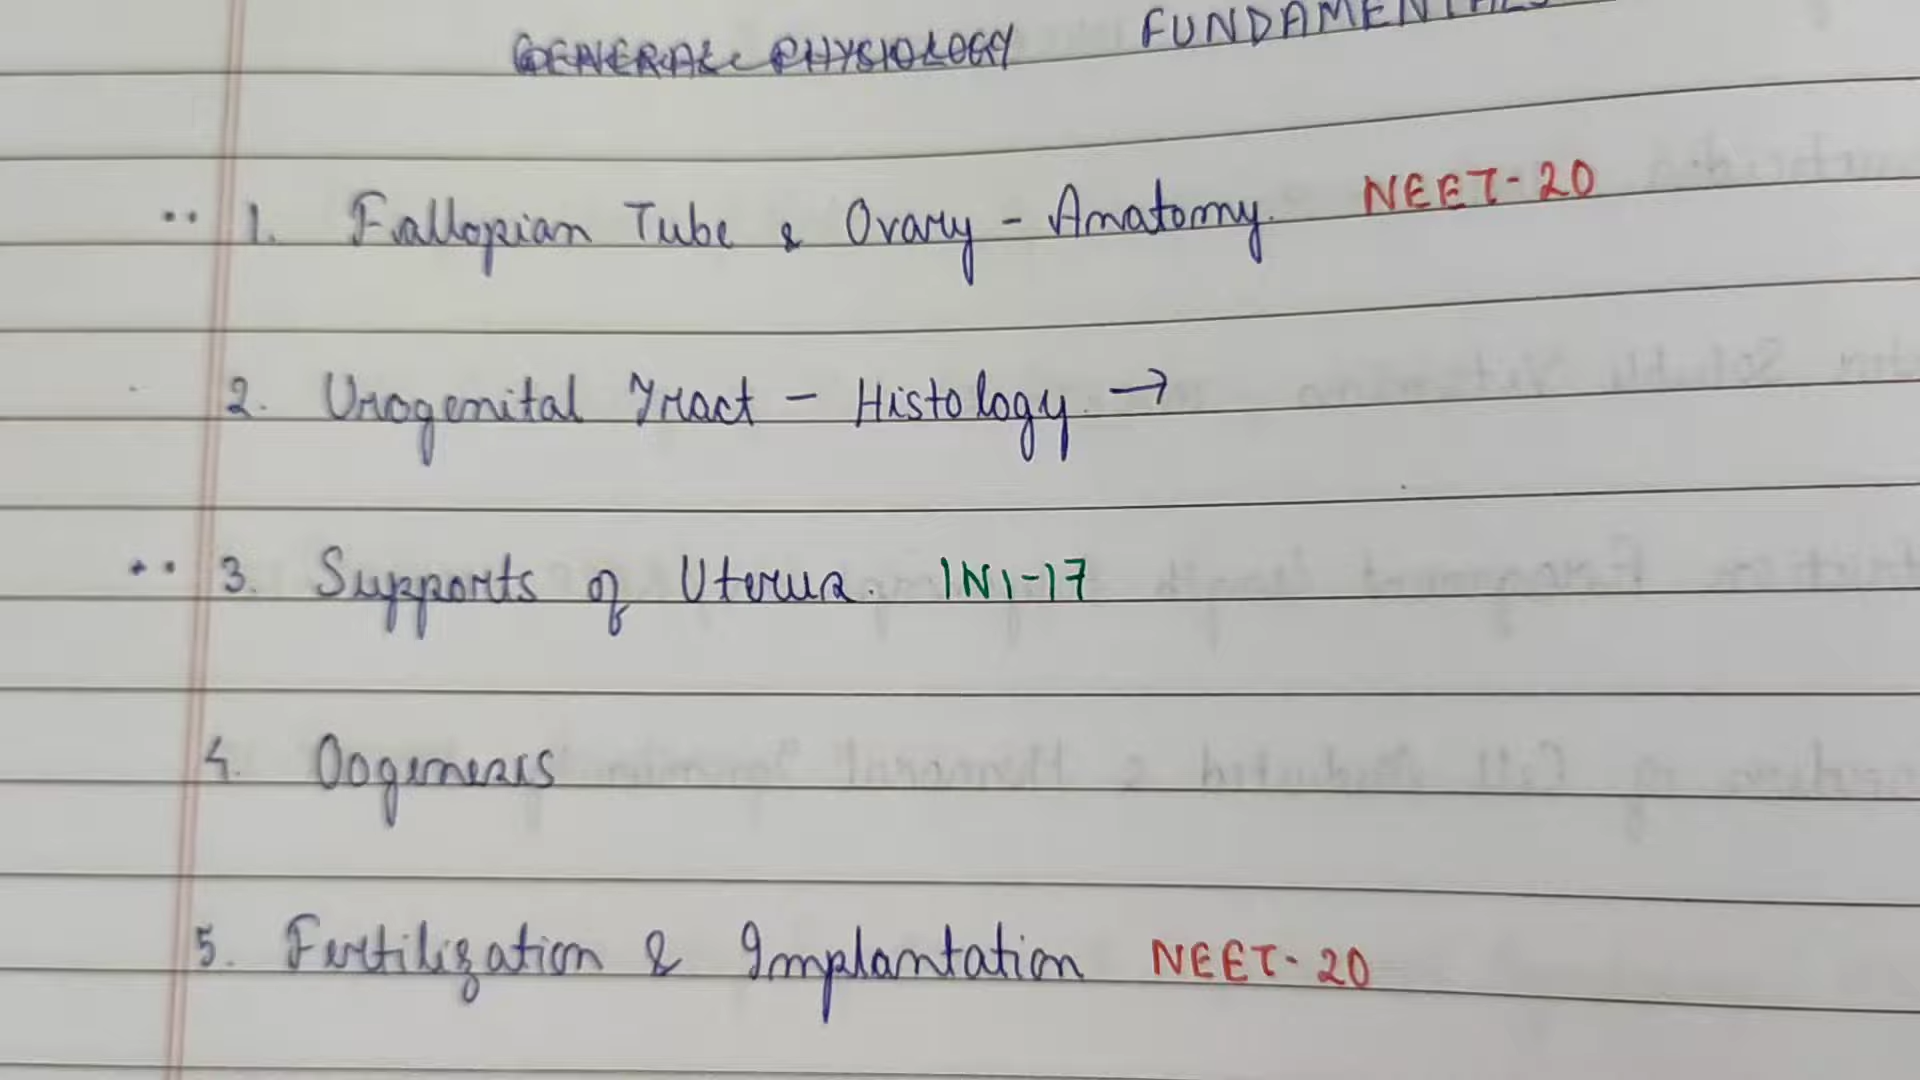 GENERAL PHYSIOLOGY FUNDAMENTALS
1. Fallopian Tube & Ovary - Anatomy. NEET-20
2. Urogenital Tract - Histology →
3. Supports of Uterus. INI-17
4. Oogenesis
5. Fertilization & Implantation NEET-20